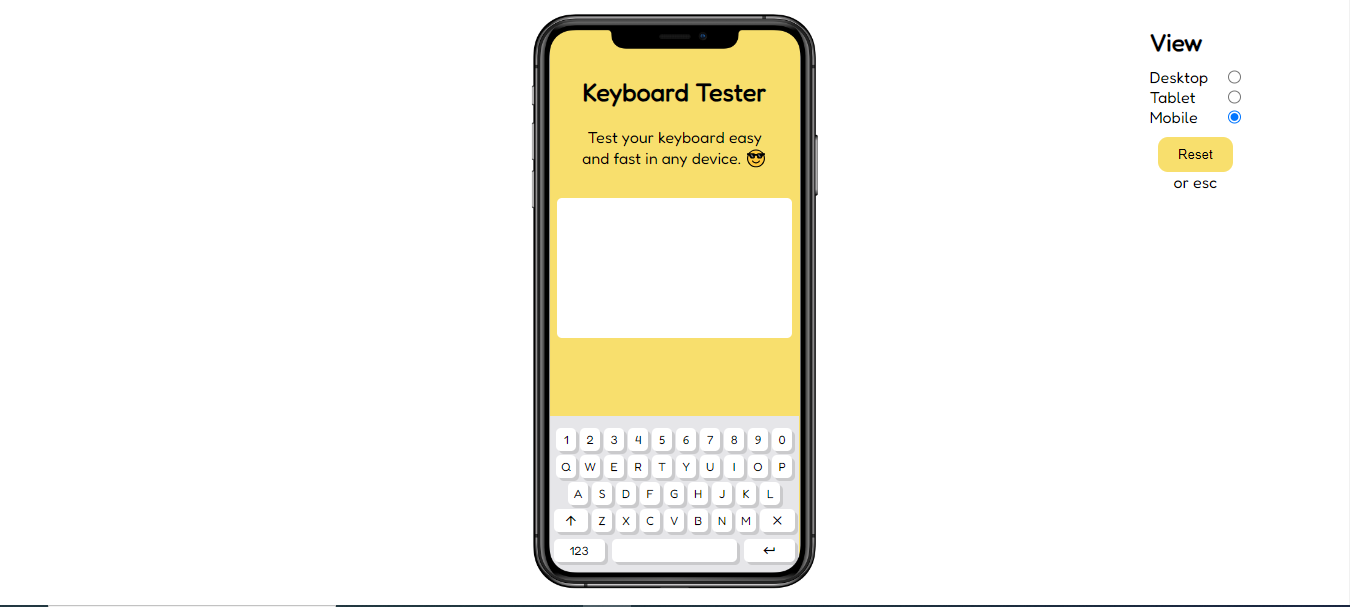 Keyboard Tester
Test your keyboard easy
and fast in any device. 😎
1 2 3 4 5 6 7 8 9 0
Q W E R T Y U I O P
A S D F G H J K L
↑ Z X C V B N M ✕
123 ↵
View
Desktop
Tablet
Mobile
Reset
or esc